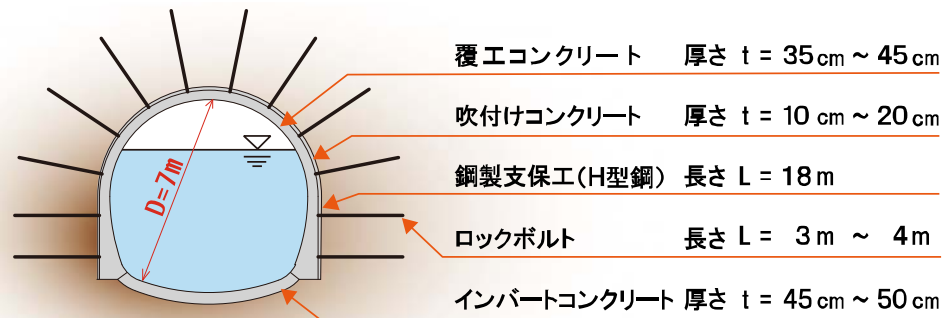 覆工コンクリート 厚さ t = 35cm ~ 45cm
吹付けコンクリート 厚さ t = 10cm ~ 20cm
鋼製支保工(H型鋼) 長さ L = 18m
ロックボルト 長さ L = 3m ~ 4m
インバートコンクリート 厚さ t = 45cm ~ 50cm
D=7m